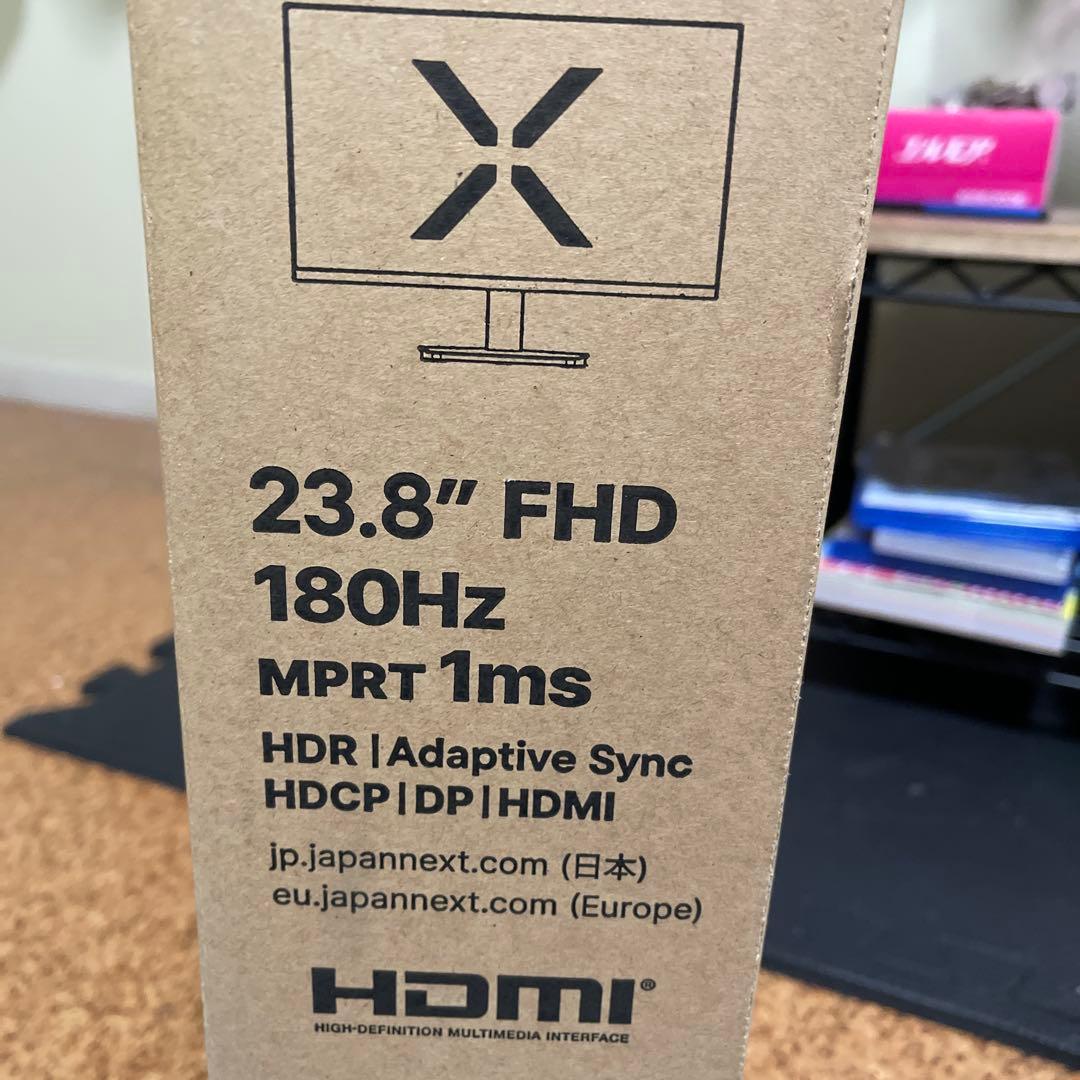 23.8" FHD
180Hz
MPRT 1ms
HDR | Adaptive Sync
HDCP | DP | HDMI
jp.japannext.com (日本)
eu.japannext.com (Europe)
HDMI®
HIGH-DEFINITION MULTIMEDIA INTERFACE